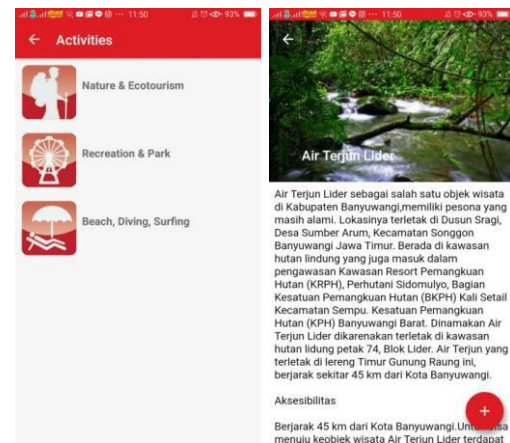 11:50
93%
Activities
Nature & Ecotourism
Recreation & Park
Beach, Diving, Surfing
11:50
93%
Air Terjun Lider
Air Terjun Lider sebagai salah satu objek wisata
di Kabupaten Banyuwangi,memiliki pesona yang
masih alami. Lokasinya terletak di Dusun Sragi,
Desa Sumber Arum, Kecamatan Songgon
Banyuwangi Jawa Timur. Berada di kawasan
hutan lindung yang juga masuk dalam
pengawasan Kawasan Resort Pemangkuan
Hutan (KRPH), Perhutani Sidomulyo, Bagian
Kesatuan Pemangkuan Hutan (BKPH) Kali Setail
Kecamatan Sempu. Kesatuan Pemangkuan
Hutan (KPH) Banyuwangi Barat. Dinamakan Air
Terjun Lider dikarenakan terletak di kawasan
hutan lidung petak 74, Blok Lider. Air Terjun yang
terletak di lereng Timur Gunung Raung ini,
berjarak sekitar 45 km dari Kota Banyuwangi.
Aksesibilitas
Berjarak 45 km dari Kota Banyuwangi.
menuju keobjek wisata Air Terjun Lider terdapat